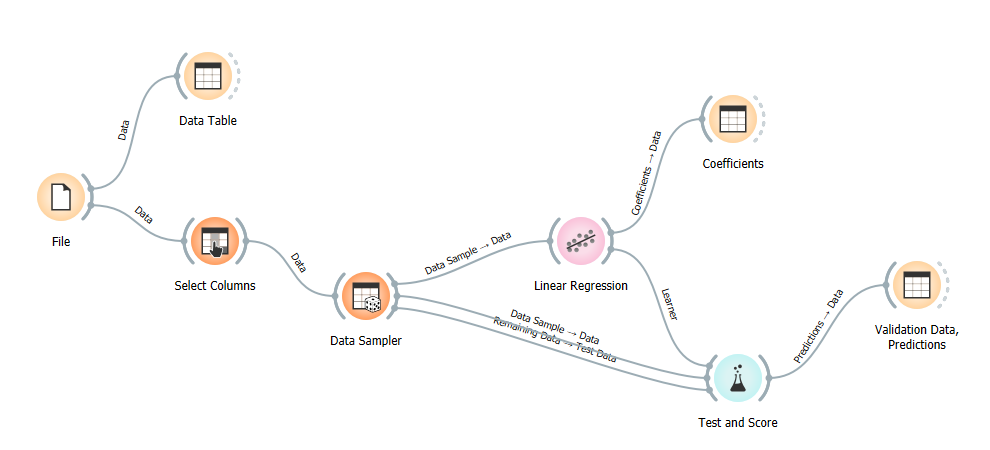 Data
Data Table
Data
File
Select Columns
Data
Data Sampler
Data Sample → Data
Data Sample → Data
Remaining Data → Test Data
Linear Regression
Coefficients → Data
Coefficients
Learner
Test and Score
Predictions → Data
Validation Data,
Predictions